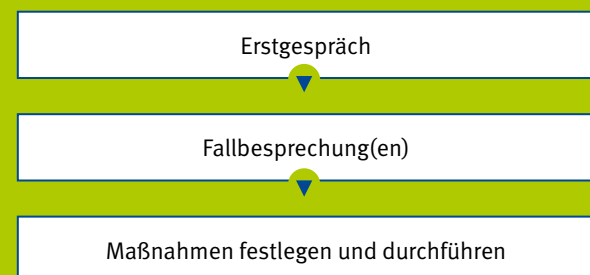 Erstgespräch
Fallbesprechung(en)
Maßnahmen festlegen und durchführen